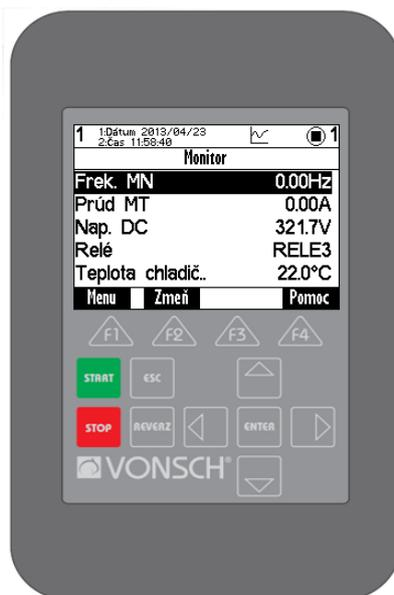 1 1:Dátum 2013/04/23 1
2:Čas 11:58:40
Monitor
Frek. MN 0.00Hz
Prúd MT 0.00A
Nap. DC 321.7V
Relé RELE3
Teplota chladič.. 22.0°C
Menu Zmeň Pomoc
F1 F2 F3 F4
START ESC
STOP REVERZ ENTER
VONSCH®